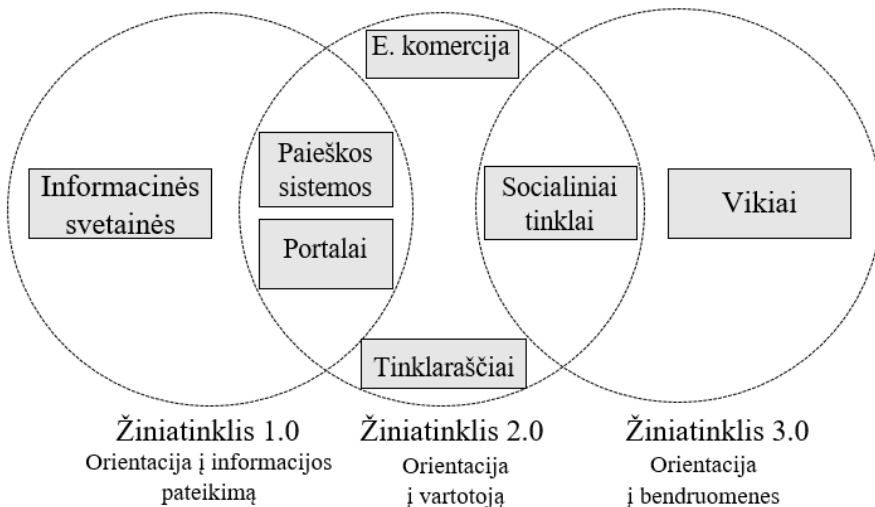 E. komercija
Informacinės
svetainės
Paieškos
sistemos
Portalai
Socialiniai
tinklai
Vikiai
Tinklaraščiai
Žiniatinklis 1.0
Orientacija į informacijos
pateikimą
Žiniatinklis 2.0
Orientacija
į vartotoją
Žiniatinklis 3.0
Orientacija
į bendruomenes